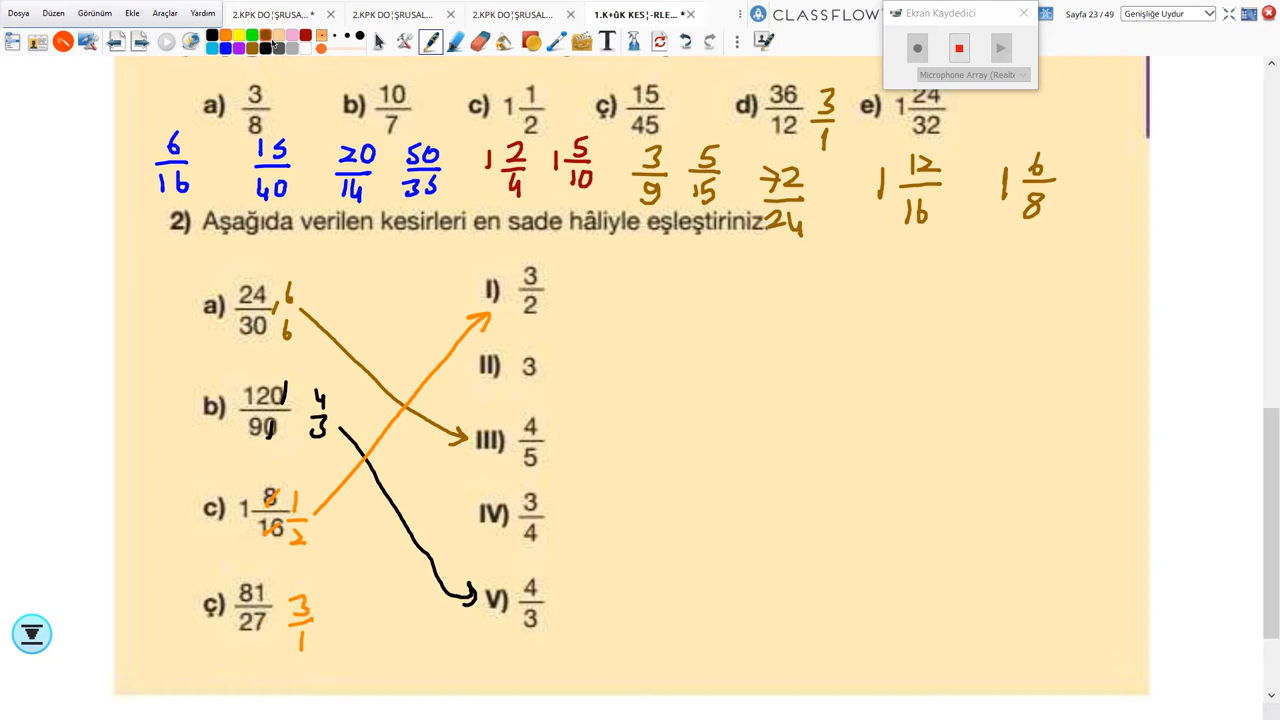 Dosya Düzen Görünüm Ekle Araçlar Yardım
2.KPK DO¦ŞRUSA... * 2.KPK DO¦ŞRUSAL... 2.KPK DO¦ŞRUSAL... 1.K+ûK KES¦-RLE... *
CLASSFLOW
Ekran Kaydedici
Microphone Array (Realte
Sayfa 23 / 49 Genişliğe Uydur
a) 3/8 b) 10/7 c) 1 1/2 ç) 15/45 d) 36/12 3/1 e) 1 24/32
6/16 15/40 20/14 50/35 1 2/4 1 5/10 3/9 5/15 72/24 1 12/16 1 6/8
2) Aşağıda verilen kesirleri en sade hâliyle eşleştiriniz.
a) 24/30 6 6 I) 3/2
II) 3
b) 120/90 4/3 III) 4/5
c) 1 8/16 1/2 IV) 3/4
ç) 81/27 3/1 V) 4/3